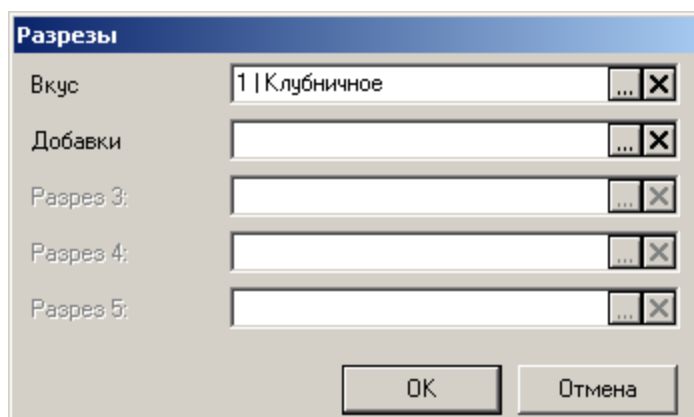 Разрезы
Вкус 1 | Клубничное ...
Добавки ...
Разрез 3: ...
Разрез 4: ...
Разрез 5: ...
OK Отмена